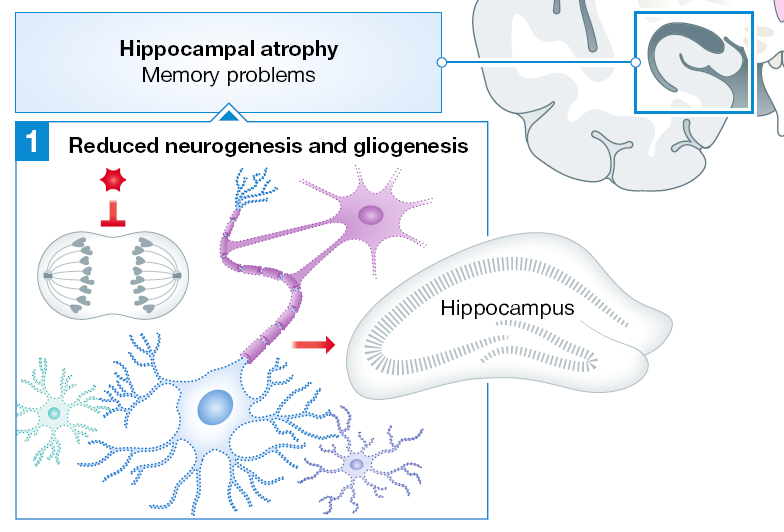 Hippocampal atrophy
Memory problems
1 Reduced neurogenesis and gliogenesis
Hippocampus